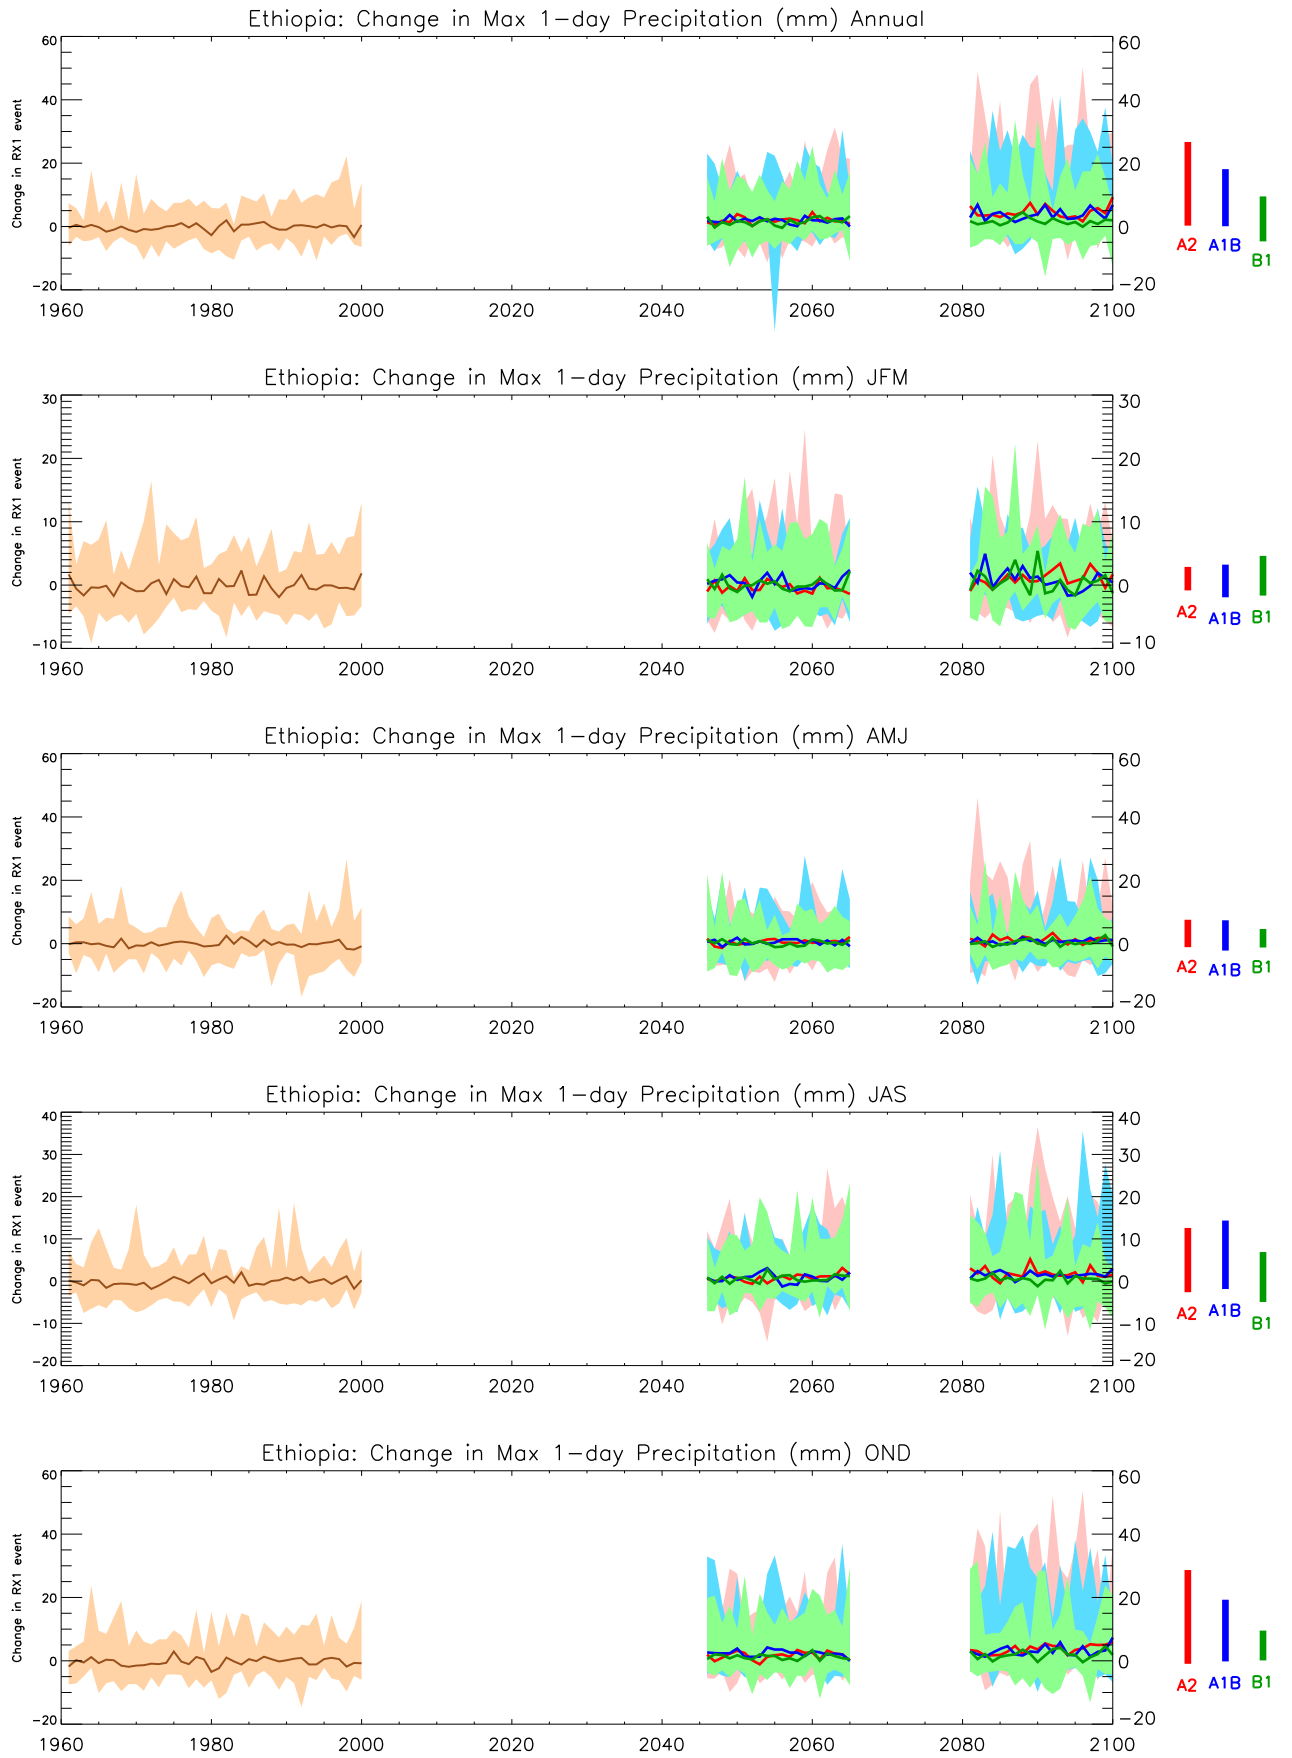 Ethiopia: Change in Max 1-day Precipitation (mm) Annual
Change in RX1 event
60
40
20
0
-20
60
40
20
0
-20
1960 1980 2000 2020 2040 2060 2080 2100
A2 A1B B1
Ethiopia: Change in Max 1-day Precipitation (mm) JFM
Change in RX1 event
30
20
10
0
-10
30
20
10
0
-10
1960 1980 2000 2020 2040 2060 2080 2100
A2 A1B B1
Ethiopia: Change in Max 1-day Precipitation (mm) AMJ
Change in RX1 event
60
40
20
0
-20
60
40
20
0
-20
1960 1980 2000 2020 2040 2060 2080 2100
A2 A1B B1
Ethiopia: Change in Max 1-day Precipitation (mm) JAS
Change in RX1 event
40
30
20
10
0
-10
-20
40
30
20
10
0
-10
-20
1960 1980 2000 2020 2040 2060 2080 2100
A2 A1B B1
Ethiopia: Change in Max 1-day Precipitation (mm) OND
Change in RX1 event
60
40
20
0
-20
60
40
20
0
-20
1960 1980 2000 2020 2040 2060 2080 2100
A2 A1B B1